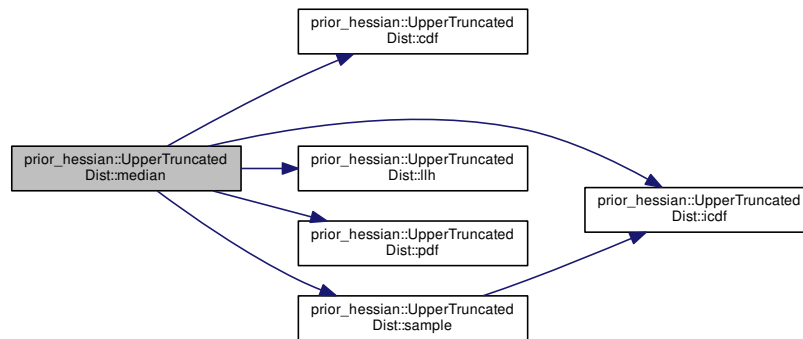 prior_hessian::UpperTruncated
Dist::cdf
prior_hessian::UpperTruncated
Dist::median
prior_hessian::UpperTruncated
Dist::llh
prior_hessian::UpperTruncated
Dist::icdf
prior_hessian::UpperTruncated
Dist::pdf
prior_hessian::UpperTruncated
Dist::sample